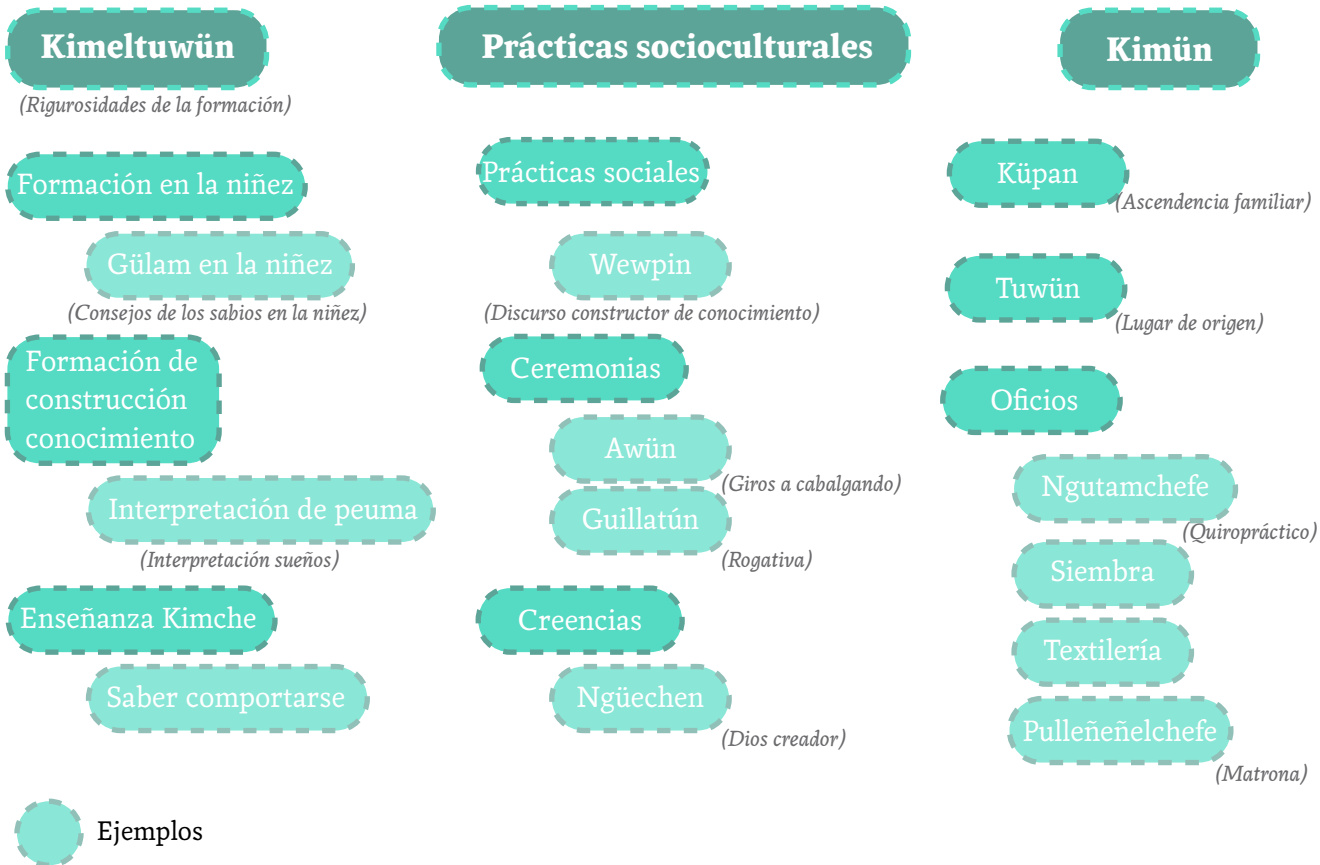 Kimeltuwün
(Rigurosidades de la formación)
Formación en la niñez
Gülam en la niñez
(Consejos de los sabios en la niñez)
Formación de
construcción
conocimiento
Interpretación de peuma
(Interpretación sueños)
Enseñanza Kimche
Saber comportarse
Prácticas socioculturales
Prácticas sociales
Wewpin
(Discurso constructor de conocimiento)
Ceremonias
Awün
(Giros a cabalgando)
Guillatún
(Rogativa)
Creencias
Ngüechen
(Dios creador)
Kimün
Küpan
(Ascendencia familiar)
Tuwün
(Lugar de origen)
Oficios
Ngutamchefe
(Quiropráctico)
Siembra
Textilería
Pulleñeñelchefe
(Matrona)
Ejemplos